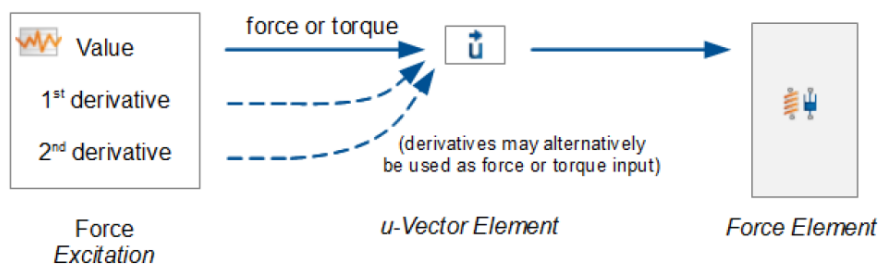 force or torque
Value
u
1st derivative
2nd derivative
(derivatives may alternatively
be used as force or torque input)
Force
Excitation
u-Vector Element
Force Element